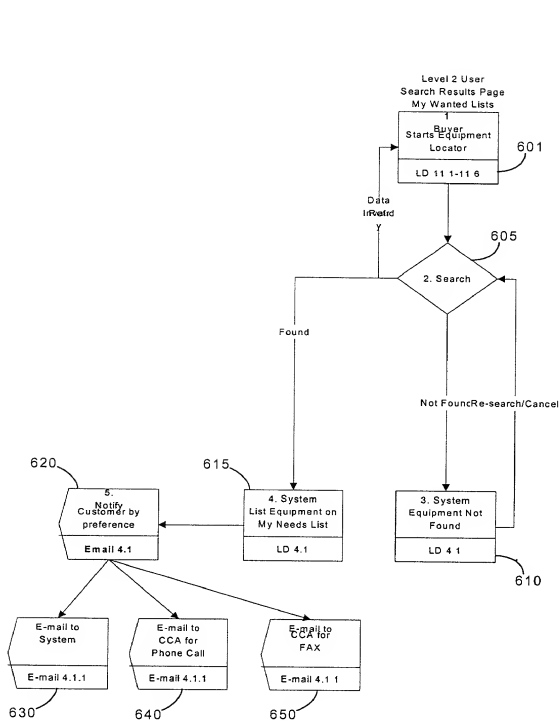 Level 2 User
Search Results Page
My Wanted Lists
1
Buyer
Starts Equipment
Locator
LD 11 1-11 6
601
Data
605
2. Search
Found
Not Found
Re-search/Cancel
620
615
5.
Notify
Customer by
preference
Email 4.1
4. System
List Equipment on
My Needs List
LD 4.1
3. System
Equipment Not
Found
LD 4 1
610
E-mail to
System
E-mail 4.1.1
E-mail to
CCA for
Phone Call
E-mail 4.1.1
E-mail to
CCA for
FAX
E-mail 4.1 1
630
640
650